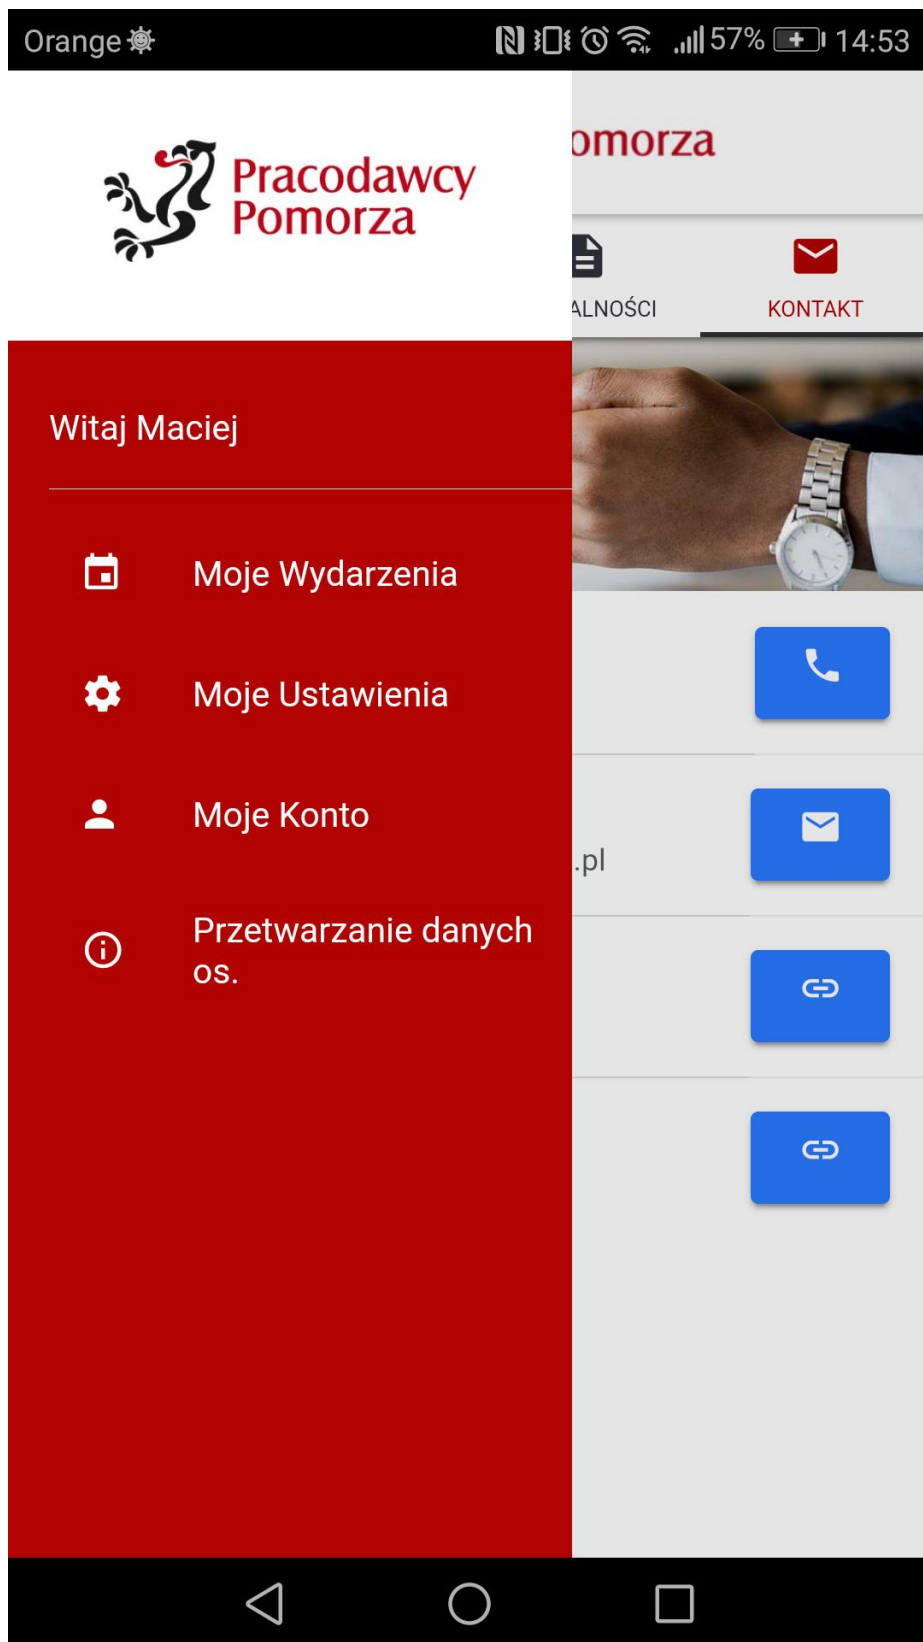 Orange
57%
14:53
Pracodawcy
Pomorza
omorza
ALNOŚCI
KONTAKT
Witaj Maciej
Moje Wydarzenia
Moje Ustawienia
Moje Konto
.pl
Przetwarzanie danych
os.